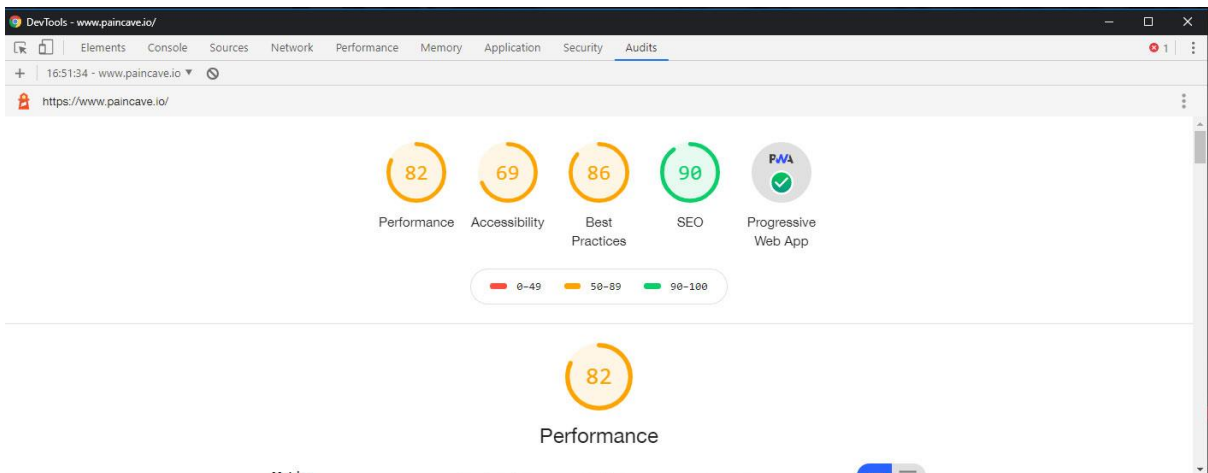 DevTools - www.paincave.io/
Elements Console Sources Network Performance Memory Application Security Audits 1
16:51:34 - www.paincave.io
https://www.paincave.io/
82 69 86 90 PWA
Performance Accessibility Best Practices SEO Progressive Web App
0-49 50-89 90-100
82
Performance